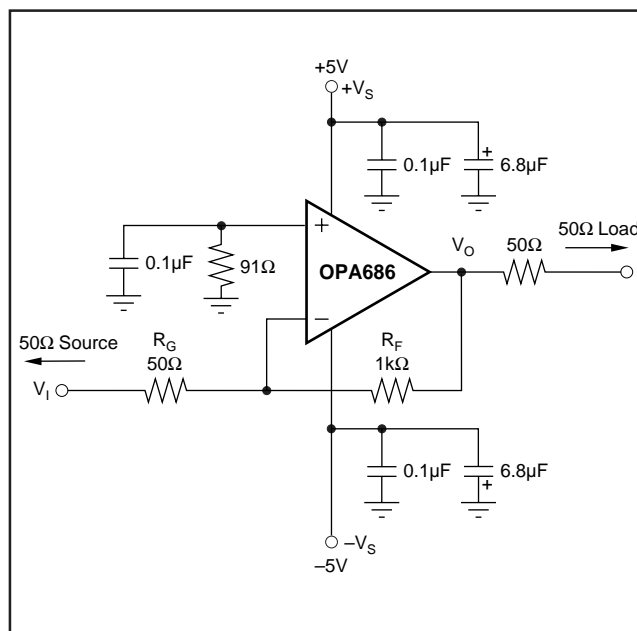 +5V
+V_S
0.1μF
+
6.8μF
+
0.1μF
91Ω
OPA686
V_O
50Ω
50Ω Load
–
50Ω Source
R_G
50Ω
V_I
R_F
1kΩ
0.1μF
6.8μF
+
–V_S
–5V